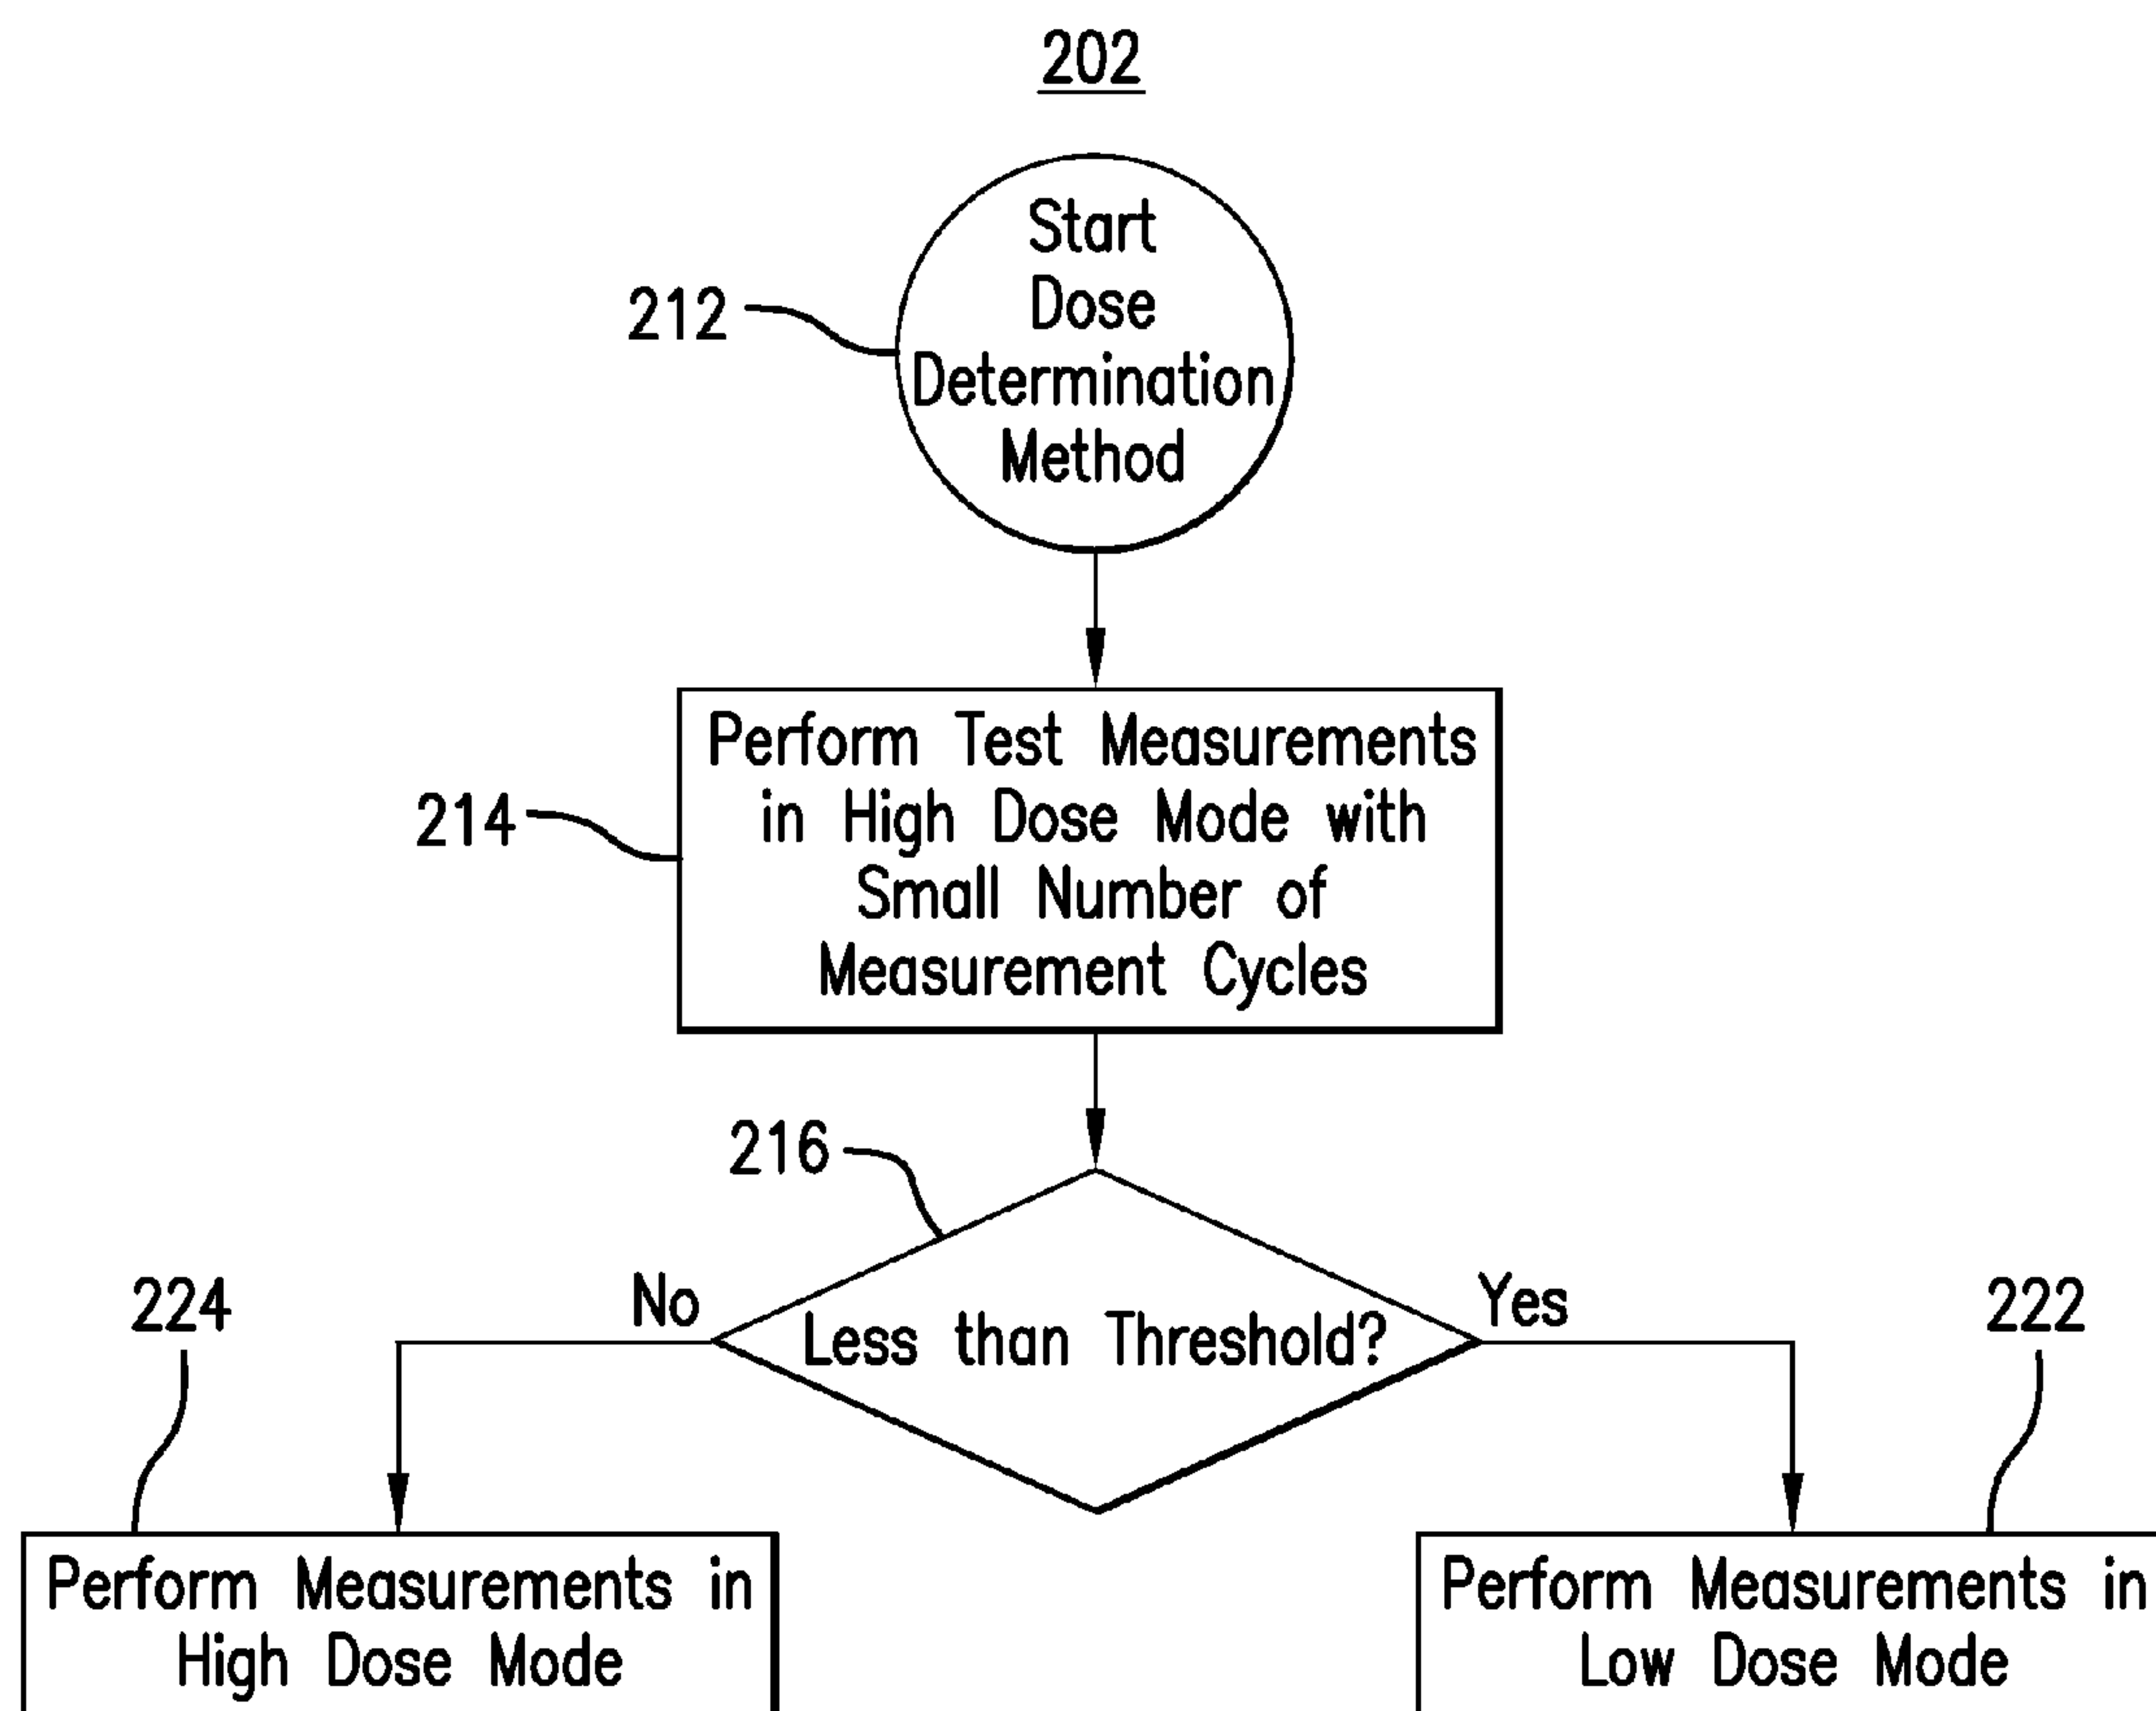 202
Start
Dose
Determination
Method
212
Perform Test Measurements
in High Dose Mode with
Small Number of
Measurement Cycles
214
216
Less than Threshold?
No
Yes
224
222
Perform Measurements in
High Dose Mode
Perform Measurements in
Low Dose Mode